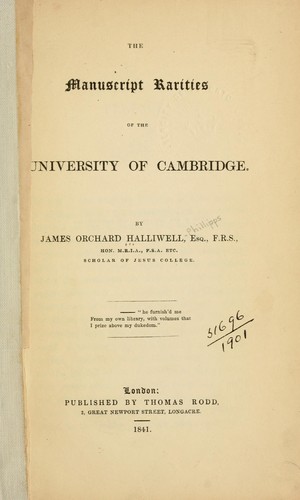 THE
Manuscript Rarities
OF THE
UNIVERSITY OF CAMBRIDGE.
BY
Phillipps
JAMES ORCHARD HALLIWELL, Esq., F.R.S.,
HON. M.R.I.A., F.S.A. ETC.
SCHOLAR OF JESUS COLLEGE.
—— "he furnish'd me
From my own library, with volumes that
I prize above my dukedom."
51696
1901
London:
PUBLISHED BY THOMAS RODD,
2, GREAT NEWPORT STREET, LONGACRE.
1841.